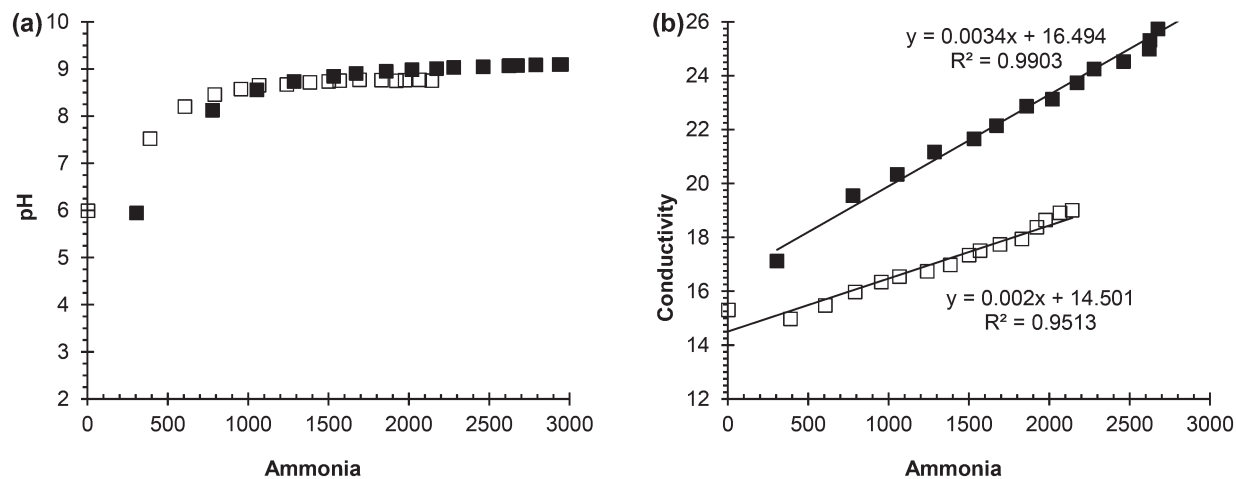 (a)
10
9
8
7
6
5
4
3
2
pH
0 500 1000 1500 2000 2500 3000
Ammonia
(b)
26
24
22
20
18
16
14
12
Conductivity
y = 0.0034x + 16.494
R² = 0.9903
y = 0.002x + 14.501
R² = 0.9513
0 500 1000 1500 2000 2500 3000
Ammonia